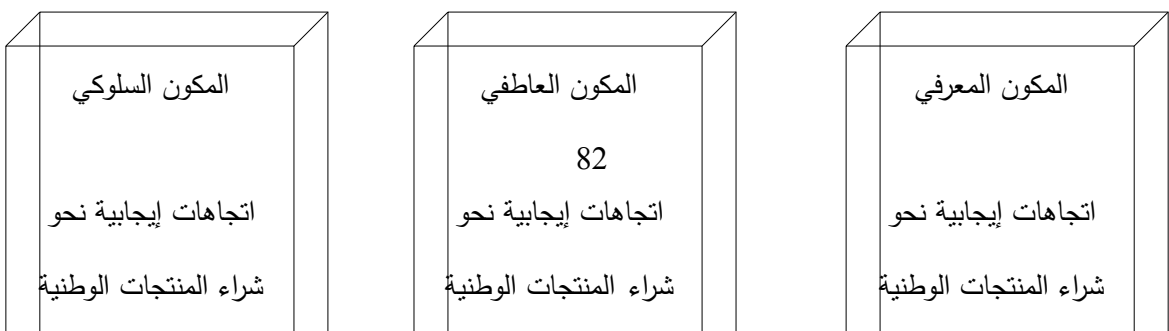 المكون المعرفي
اتجاهات إيجابية نحو
شراء المنتجات الوطنية
المكون العاطفي
82
اتجاهات إيجابية نحو
شراء المنتجات الوطنية
المكون السلوكي
اتجاهات إيجابية نحو
شراء المنتجات الوطنية